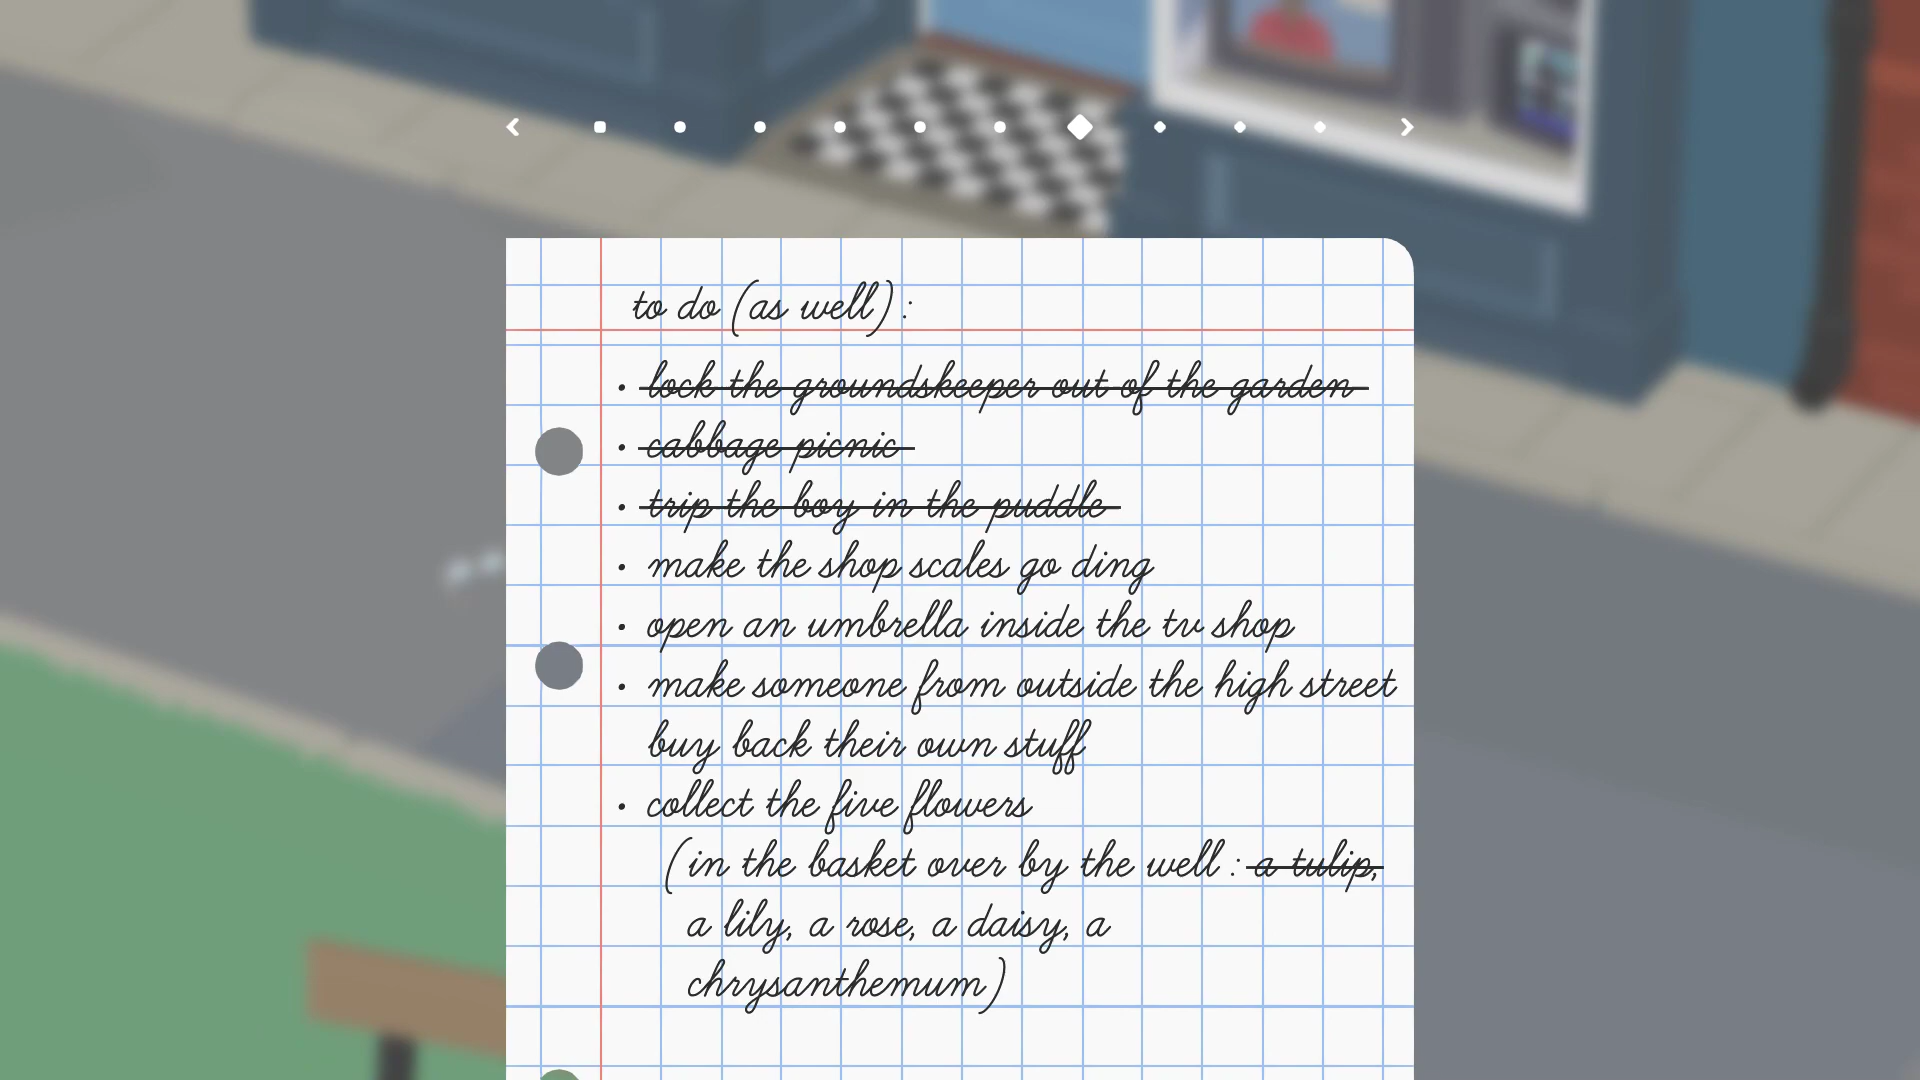 to do (as well) :
• lock the groundskeeper out of the garden
• cabbage picnic
• trip the boy in the puddle
• make the shop scales go ding
• open an umbrella inside the tv shop
• make someone from outside the high street
buy back their own stuff
• collect the five flowers
(in the basket over by the well : a tulip,
a lily, a rose, a daisy, a
chrysanthemum)